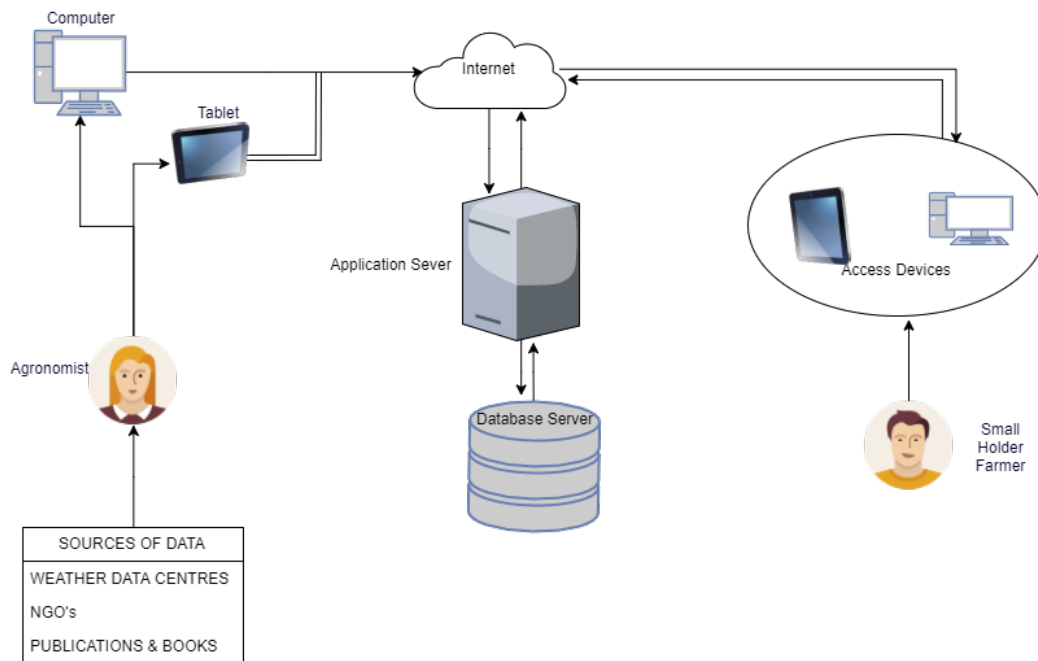 Computer
Internet
Tablet
Application Sever
Access Devices
Agronomist
Database Server
Small
Holder
Farmer
SOURCES OF DATA
WEATHER DATA CENTRES
NGO's
PUBLICATIONS & BOOKS